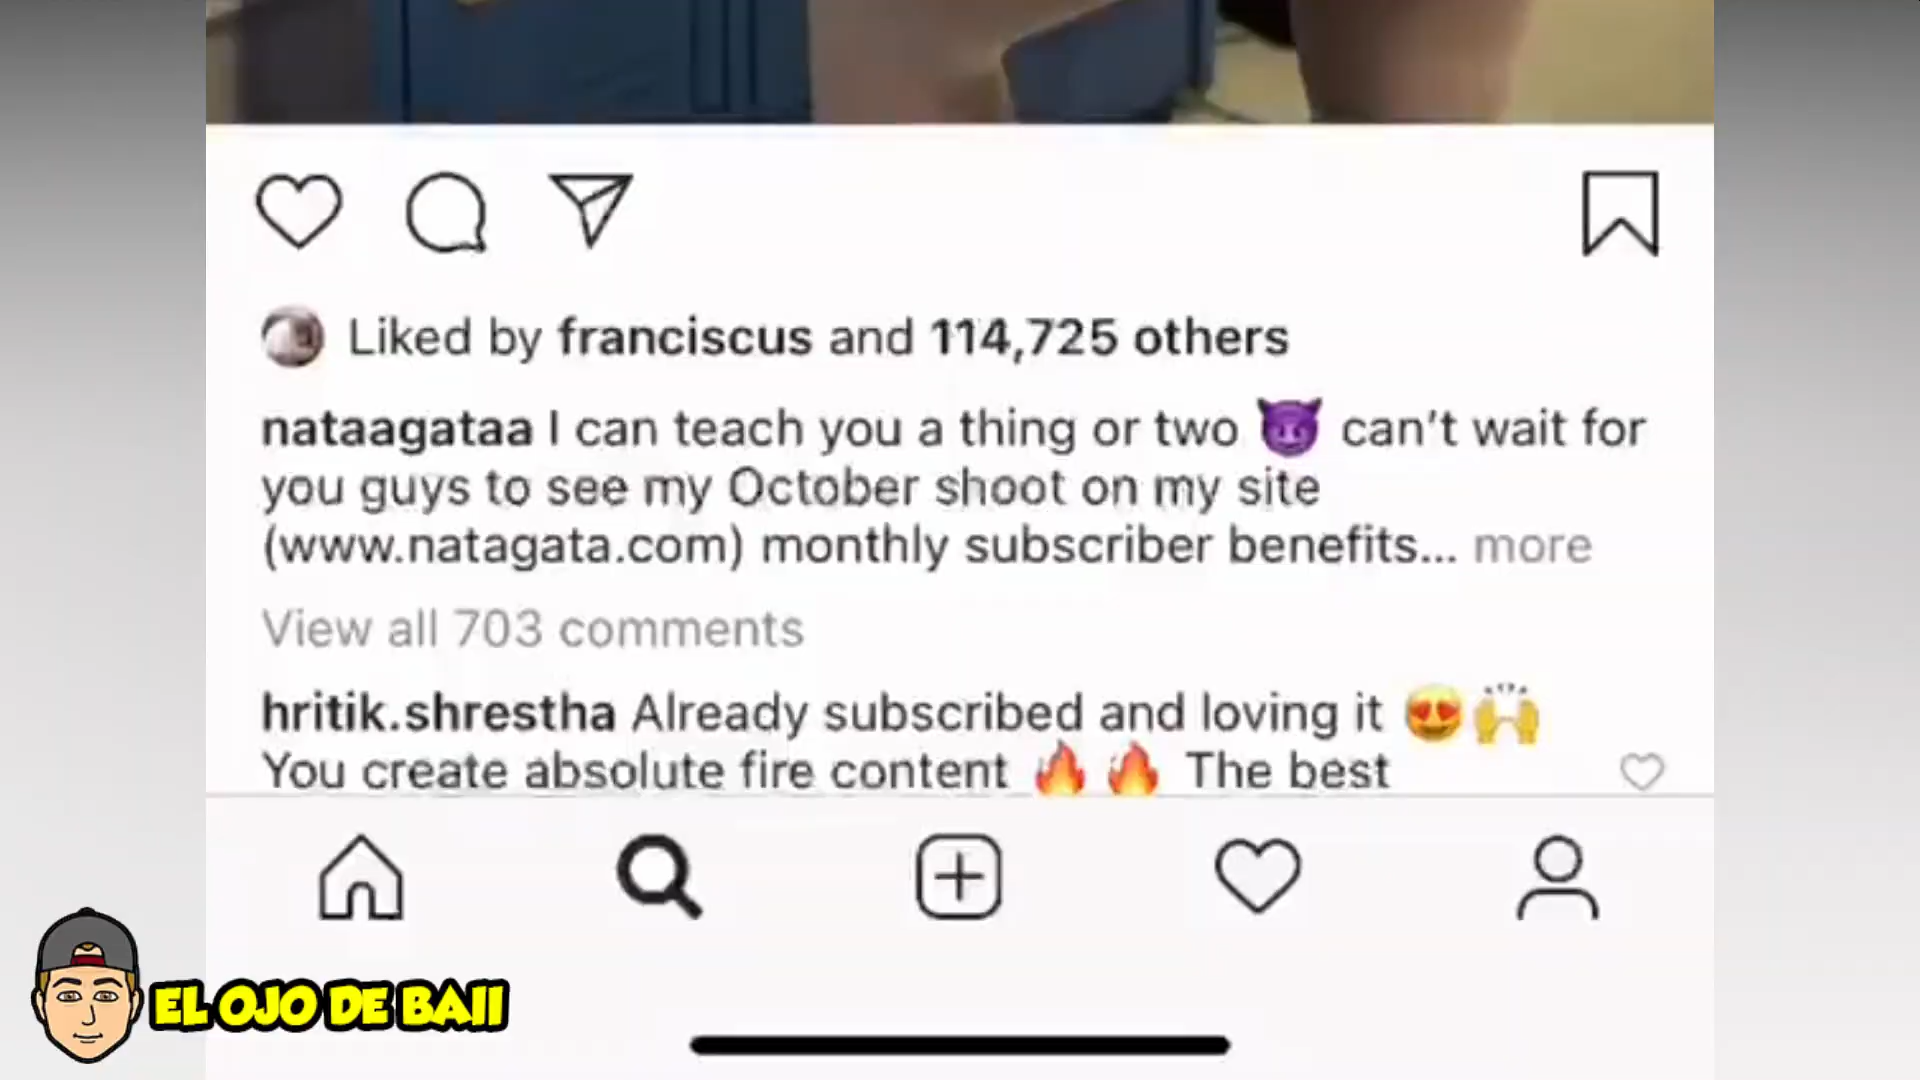 Liked by franciscus and 114,725 others
nataagataa I can teach you a thing or two 😈 can't wait for
you guys to see my October shoot on my site
(www.natagata.com) monthly subscriber benefits... more
View all 703 comments
hritik.shrestha Already subscribed and loving it 😍🙌
You create absolute fire content 🔥🔥 The best
EL OJO DE BAII